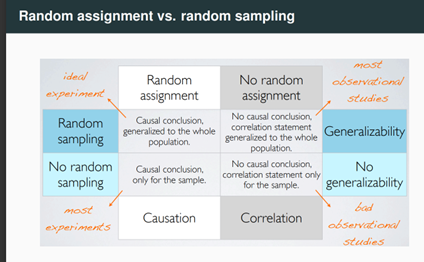 Random assignment vs. random sampling
ideal
experiment
Random
assignment
No random
assignment
most
observational
studies
Random
sampling
Causal conclusion,
generalized to the whole
population.
No causal conclusion,
correlation statement
generalized to the whole
population.
Generalizability
No random
sampling
Causal conclusion,
only for the sample.
No causal conclusion,
correlation statement only
for the sample.
No
generalizability
most
experiments
Causation
Correlation
bad
observational
studies